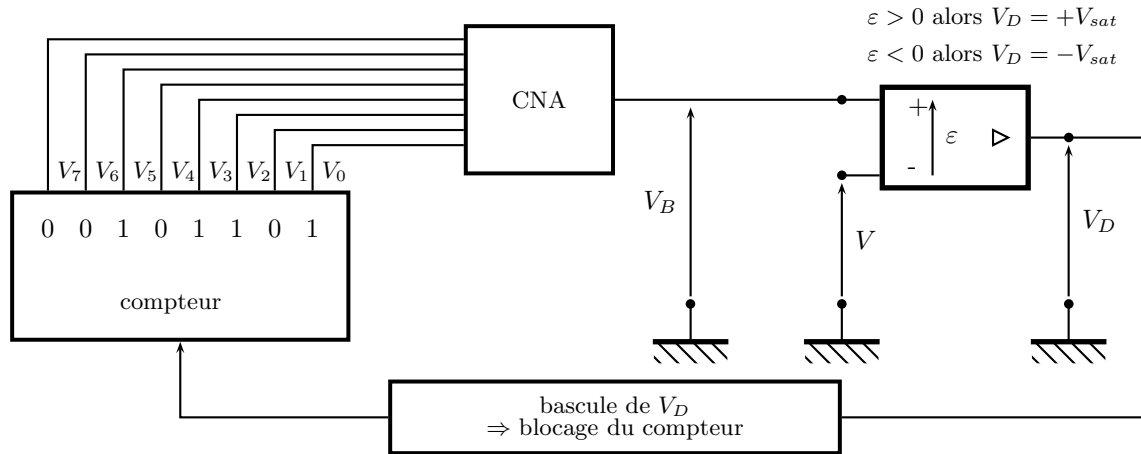 ε > 0 alors V_D = +V_sat
ε < 0 alors V_D = −V_sat
CNA
+
ε
-
V_7 V_6 V_5 V_4 V_3 V_2 V_1 V_0
V_B
V
V_D
0 0 1 0 1 1 0 1
compteur
bascule de V_D
⇒ blocage du compteur